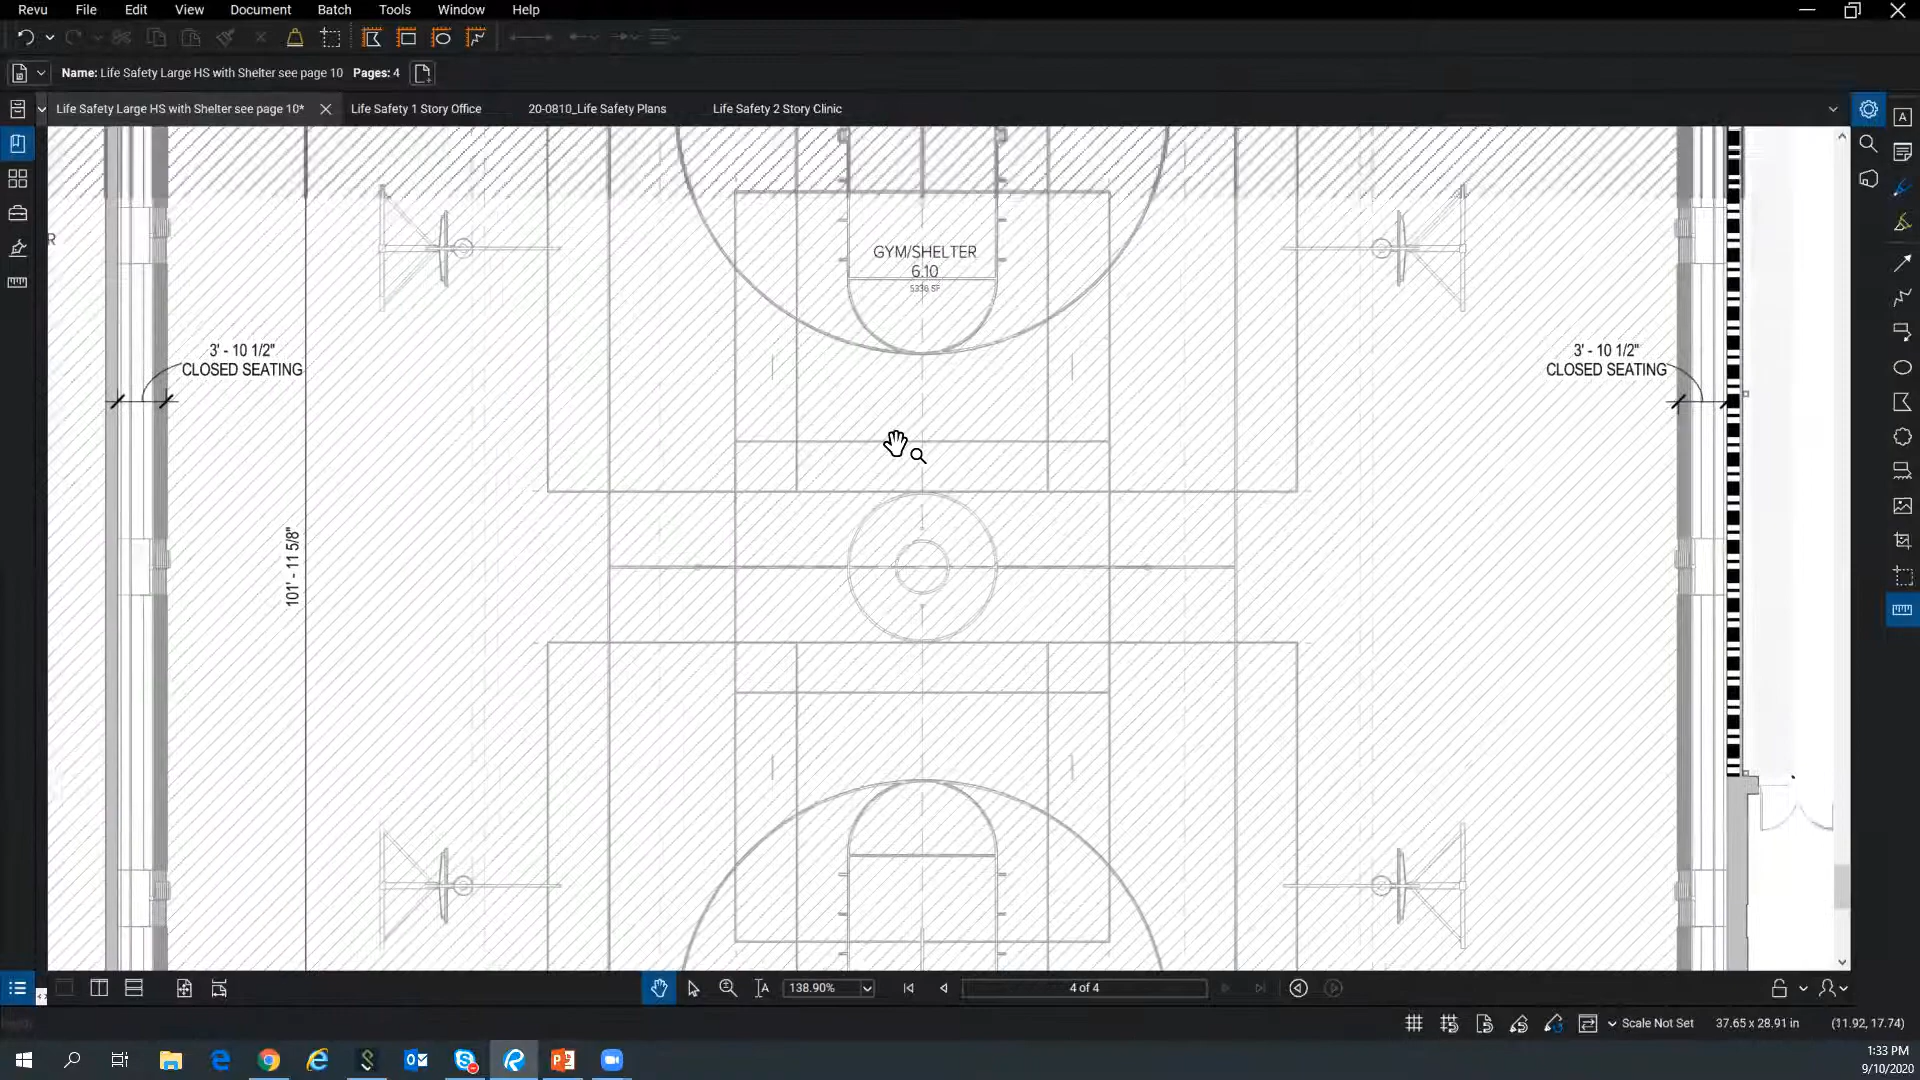 Revu File Edit View Document Batch Tools Window Help
Name: Life Safety Large HS with Shelter see page 10 Pages: 4
Life Safety Large HS with Shelter see page 10* Life Safety 1 Story Office 20-0810_Life Safety Plans Life Safety 2 Story Clinic
R
GYM/SHELTER
6.10
5338 SF
3' - 10 1/2"
CLOSED SEATING
3' - 10 1/2"
CLOSED SEATING
101' - 11 5/8"
138.90% 4 of 4
Scale Not Set 37.65 x 28.91 in (11.92, 17.74)
1:33 PM
9/10/2020